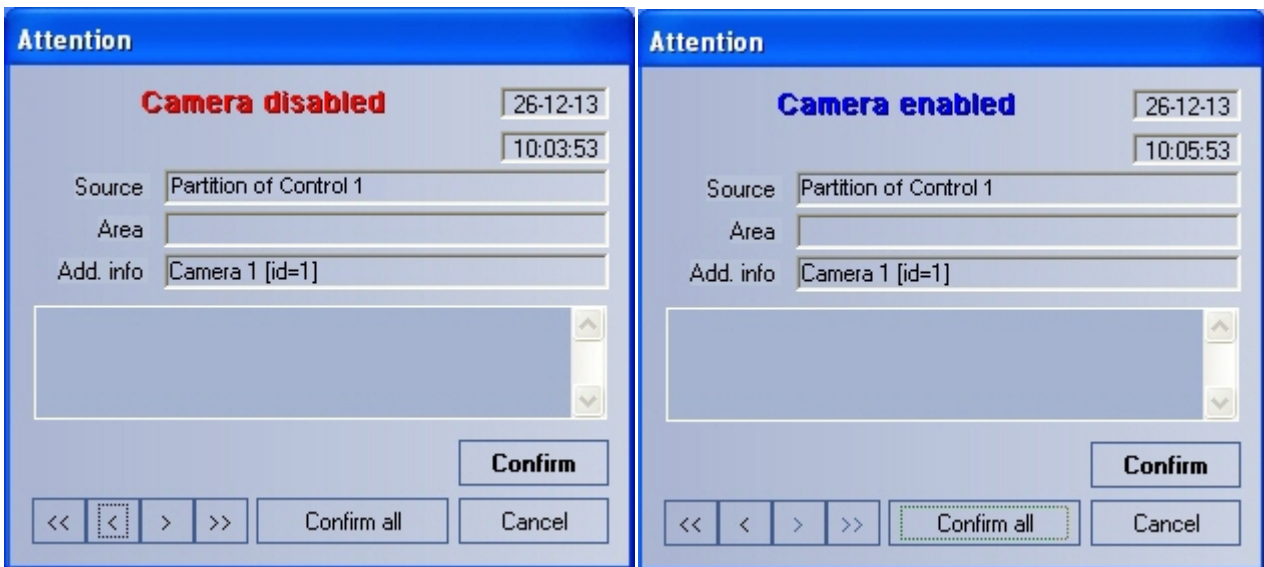 Attention
Camera disabled
26-12-13
10:03:53
Source Partition of Control 1
Area
Add. info Camera 1 [id=1]
Confirm
<< < > >> Confirm all Cancel
Attention
Camera enabled
26-12-13
10:05:53
Source Partition of Control 1
Area
Add. info Camera 1 [id=1]
Confirm
<< < > >> Confirm all Cancel